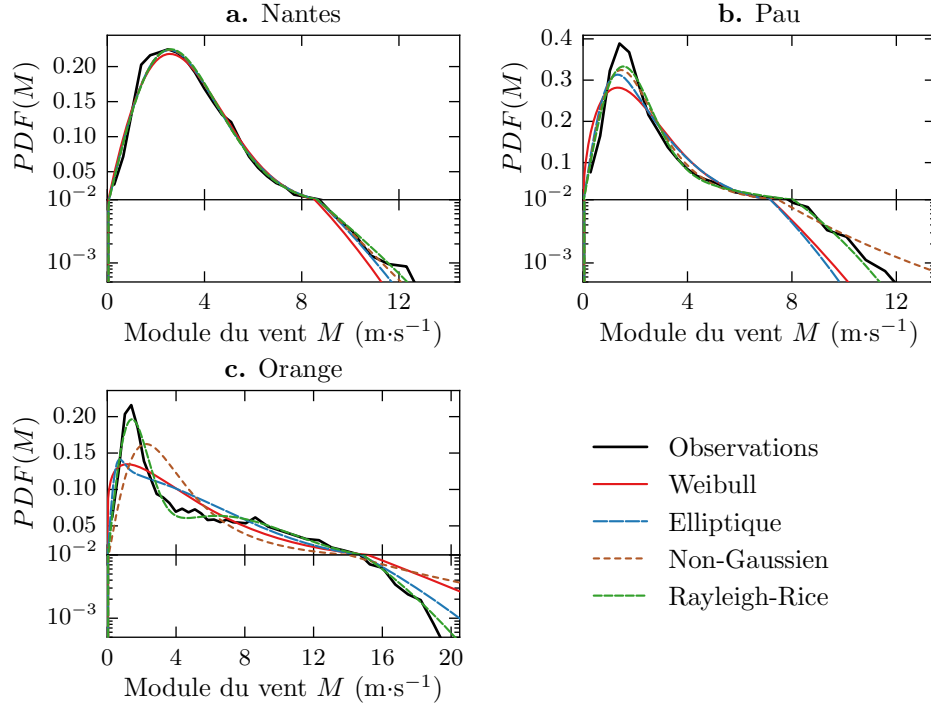 a. Nantes
PDF(M)
0.20
0.15
0.10
0.05
10⁻²
10⁻³
0 4 8 12
Module du vent M (m·s⁻¹)
b. Pau
PDF(M)
0.4
0.3
0.2
0.1
10⁻²
10⁻³
0 4 8 12
Module du vent M (m·s⁻¹)
c. Orange
PDF(M)
0.20
0.15
0.10
0.05
10⁻²
10⁻³
0 4 8 12 16 20
Module du vent M (m·s⁻¹)
Observations
Weibull
Elliptique
Non-Gaussien
Rayleigh-Rice